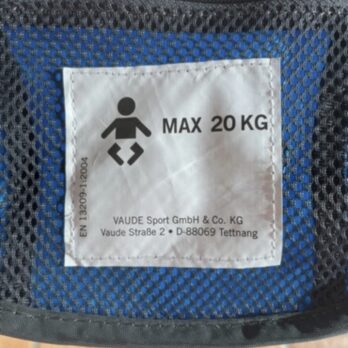 MAX 20 KG
EN 13209-1:2004
VAUDE Sport GmbH & Co. KG
Vaude Straße 2 • D-88069 Tettnang